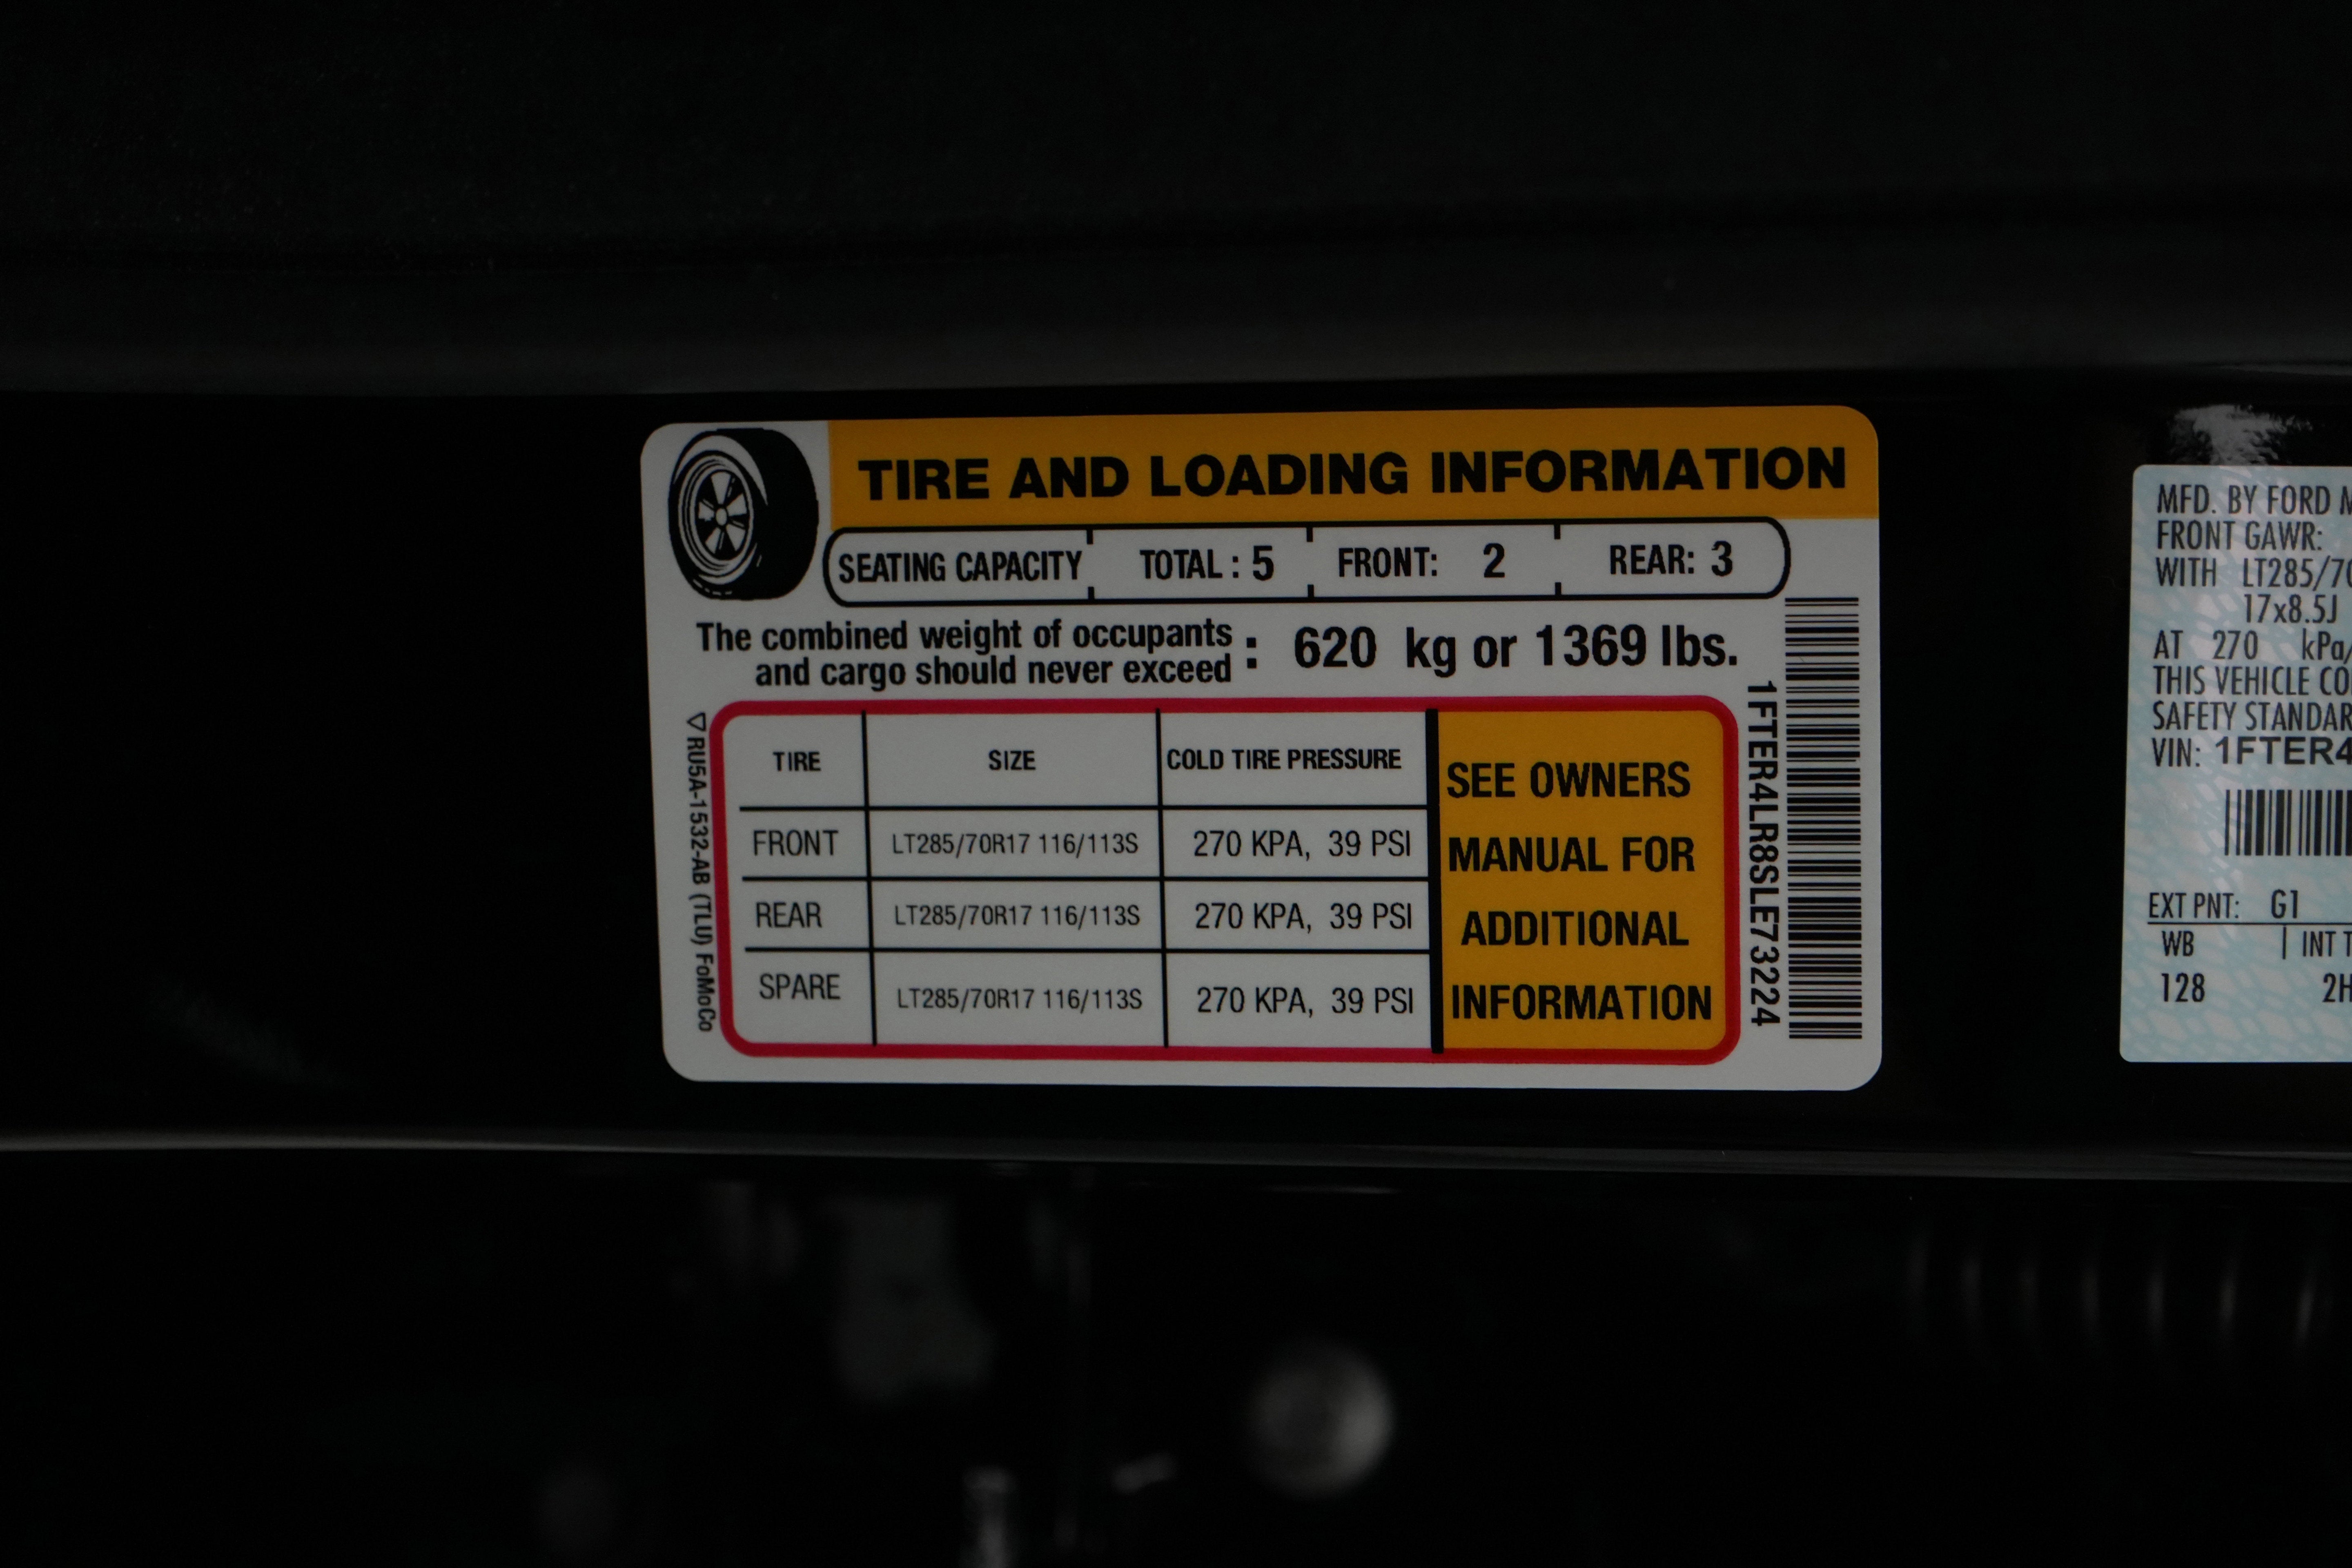 TIRE AND LOADING INFORMATION
SEATING CAPACITY TOTAL : 5 FRONT: 2 REAR: 3
The combined weight of occupants
and cargo should never exceed : 620 kg or 1369 lbs.
TIRE SIZE COLD TIRE PRESSURE
FRONT LT285/70R17 116/113S 270 KPA, 39 PSI
REAR LT285/70R17 116/113S 270 KPA, 39 PSI
SPARE LT285/70R17 116/113S 270 KPA, 39 PSI
SEE OWNERS
MANUAL FOR
ADDITIONAL
INFORMATION
RU5A-1532-AB (TLU) FoMoCo
1FTER4LR8SLE73224
MFD. BY FORD M
FRONT GAWR:
WITH LT285/70
17x8.5J
AT 270 kPa/
THIS VEHICLE CO
SAFETY STANDAR
VIN: 1FTER4
EXT PNT: G1
WB | INT T
128 2H